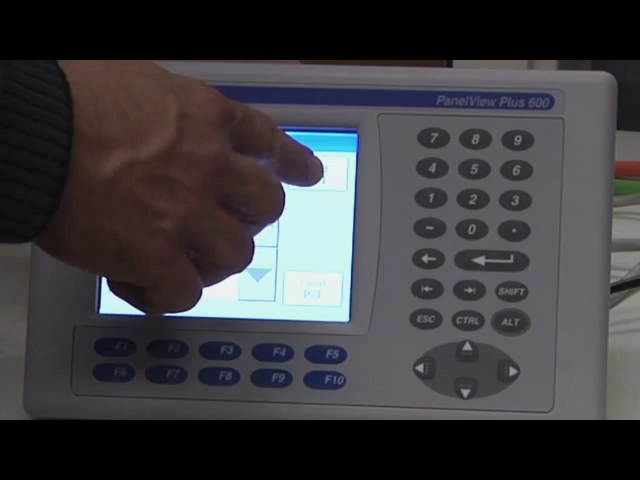 PanelView Plus 600
7 8 9
4 5 6
1 2 3
- 0 .
SHIFT
ESC CTRL ALT
F1 F2 F3 F4 F5
F6 F7 F8 F9 F10